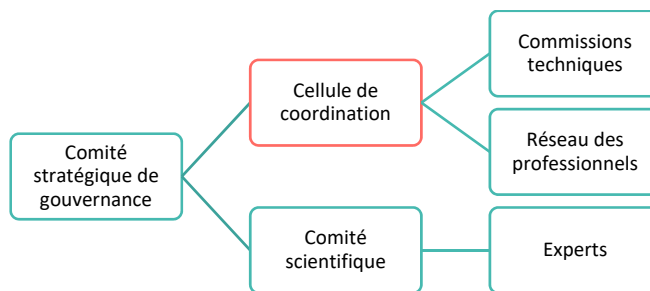 Comité
stratégique de
gouvernance
Cellule de
coordination
Commissions
techniques
Réseau des
professionnels
Comité
scientifique
Experts